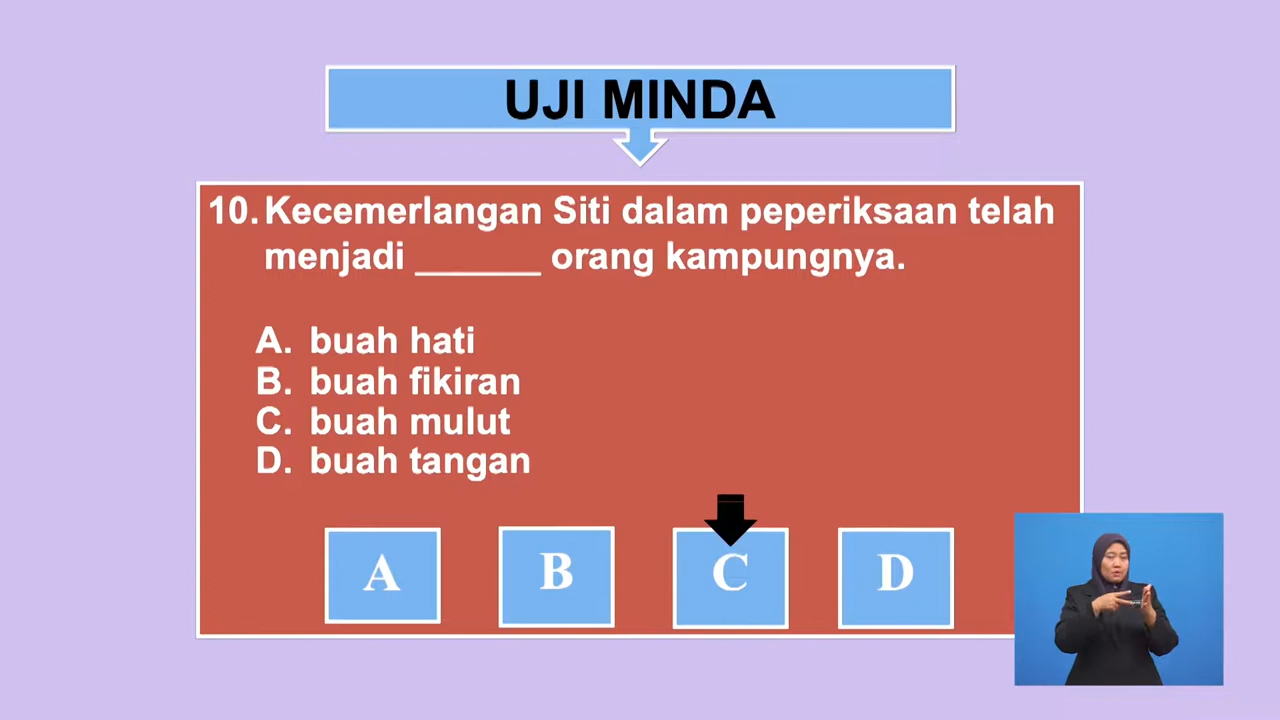 UJI MINDA
10. Kecemerlangan Siti dalam peperiksaan telah
menjadi ______ orang kampungnya.
A. buah hati
B. buah fikiran
C. buah mulut
D. buah tangan
A B C D